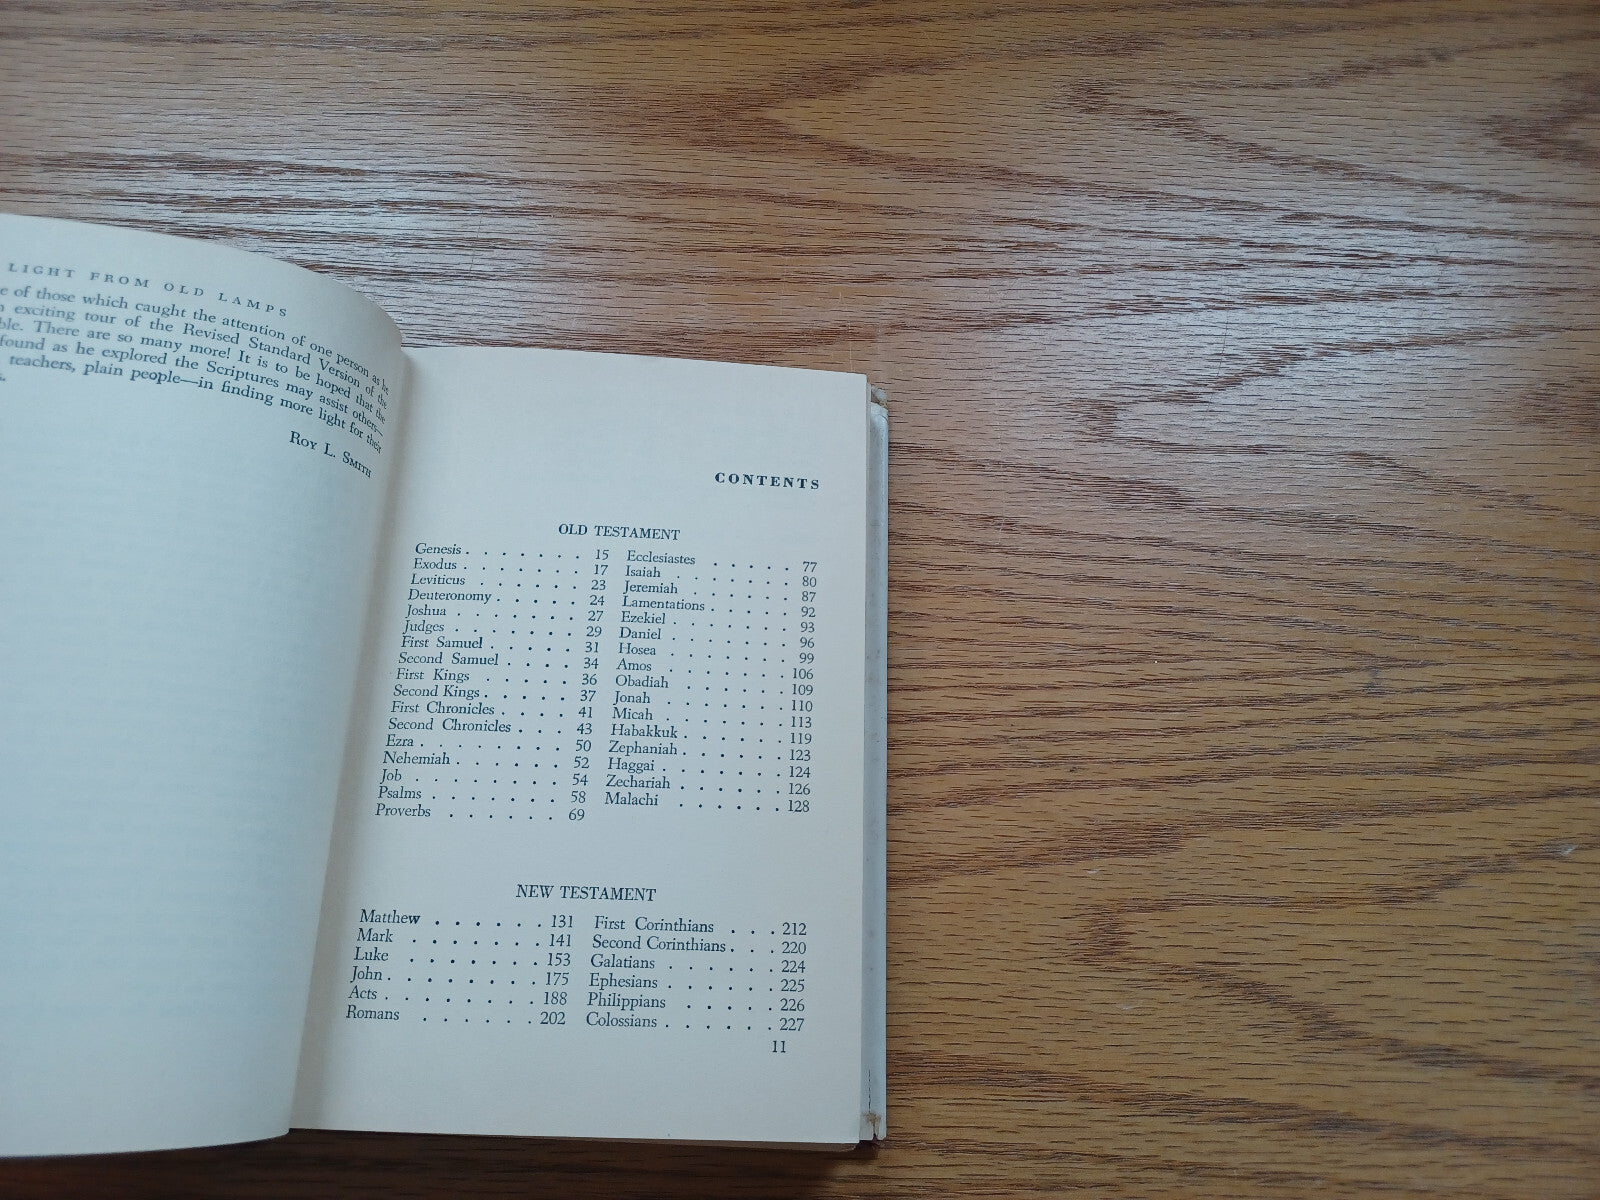 LIGHT FROM OLD LAMPS
of those which caught the attention of one person as he
exciting tour of the Revised Standard Version of the
There are so many more! It is to be hoped that the
found as he explored the Scriptures may assist others—
teachers, plain people—in finding more light for their
Roy L. Smith
CONTENTS
OLD TESTAMENT
Genesis . . . . . . . 15
Exodus . . . . . . . 17
Leviticus . . . . . . 23
Deuteronomy . . . . . 24
Joshua . . . . . . . 27
Judges . . . . . . . 29
First Samuel . . . . . 31
Second Samuel . . . . 34
First Kings . . . . . 36
Second Kings . . . . . 37
First Chronicles . . . . 41
Second Chronicles . . . 43
Ezra . . . . . . . . 50
Nehemiah . . . . . . 52
Job . . . . . . . . 54
Psalms . . . . . . . 58
Proverbs . . . . . . 69
Ecclesiastes . . . . . 77
Isaiah . . . . . . . 80
Jeremiah . . . . . . 87
Lamentations . . . . . 92
Ezekiel . . . . . . . 93
Daniel . . . . . . . 96
Hosea . . . . . . . 99
Amos . . . . . . . 106
Obadiah . . . . . . 109
Jonah . . . . . . . 110
Micah . . . . . . . 113
Habakkuk . . . . . . 119
Zephaniah . . . . . . 123
Haggai . . . . . . . 124
Zechariah . . . . . . 126
Malachi . . . . . . 128
NEW TESTAMENT
Matthew . . . . . . 131
Mark . . . . . . . 141
Luke . . . . . . . 153
John . . . . . . . . 175
Acts . . . . . . . . 188
Romans . . . . . . 202
First Corinthians . . . 212
Second Corinthians . . . 220
Galatians . . . . . . 224
Ephesians . . . . . . 225
Philippians . . . . . 226
Colossians . . . . . . 227
11